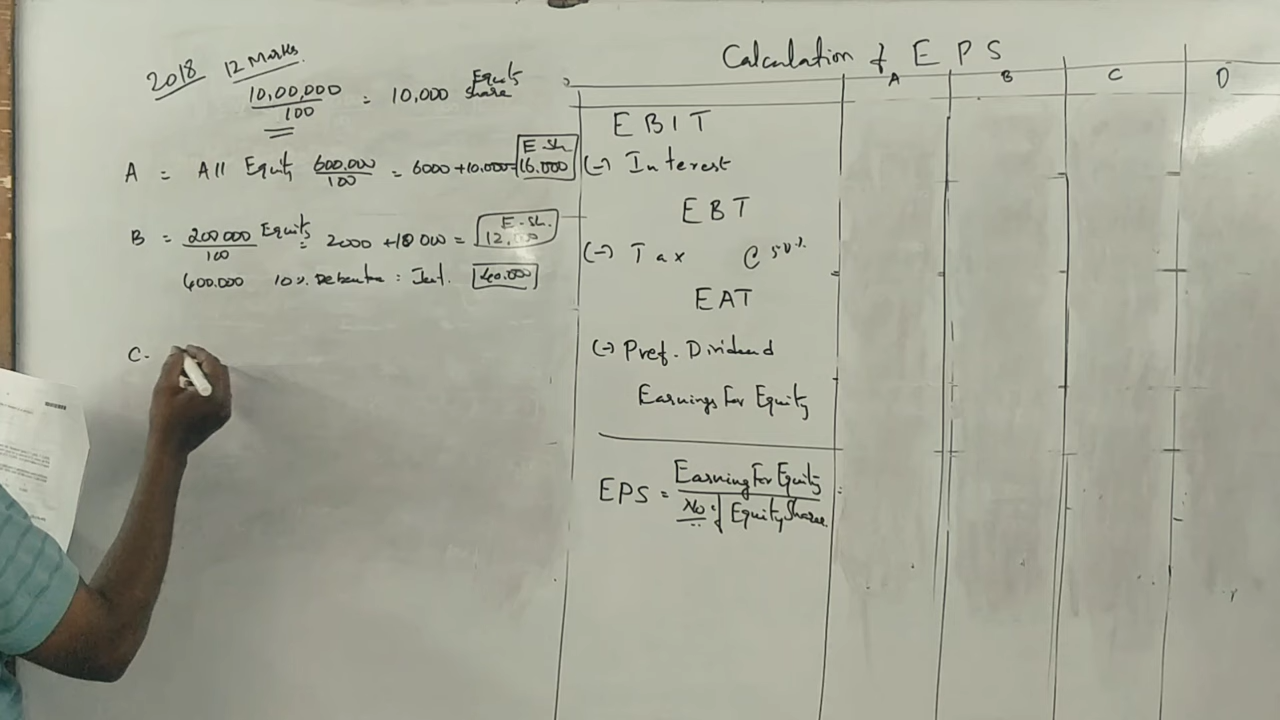 2018 12 Marks
10,00,000 / 100 = 10,000 Equity Share
A = All Equity 600.000 / 100 = 6000 + 10,000 = E. Sh 16.000
B = 200 000 / 100 Equity = 2000 + 10 000 = E. Sh. 12,000
400.000 10% Debenture : Int. 40.000
C.
Calculation of E P S
A B C D
E B I T
(-) Interest
E B T
(-) Tax @ 50%
EAT
(-) Pref. Dividend
Earnings For Equity
EPS = Earning For Equity / No. of Equity Share